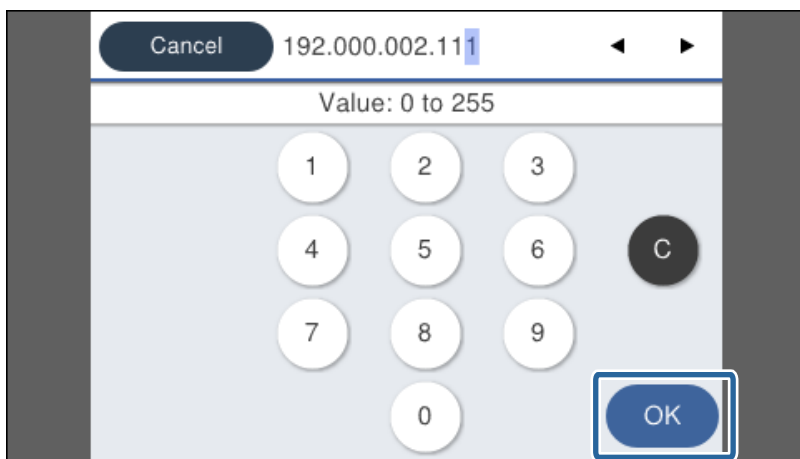 Cancel 192.000.002.111 ◄ ►
Value: 0 to 255
1 2 3
4 5 6 C
7 8 9
0 OK